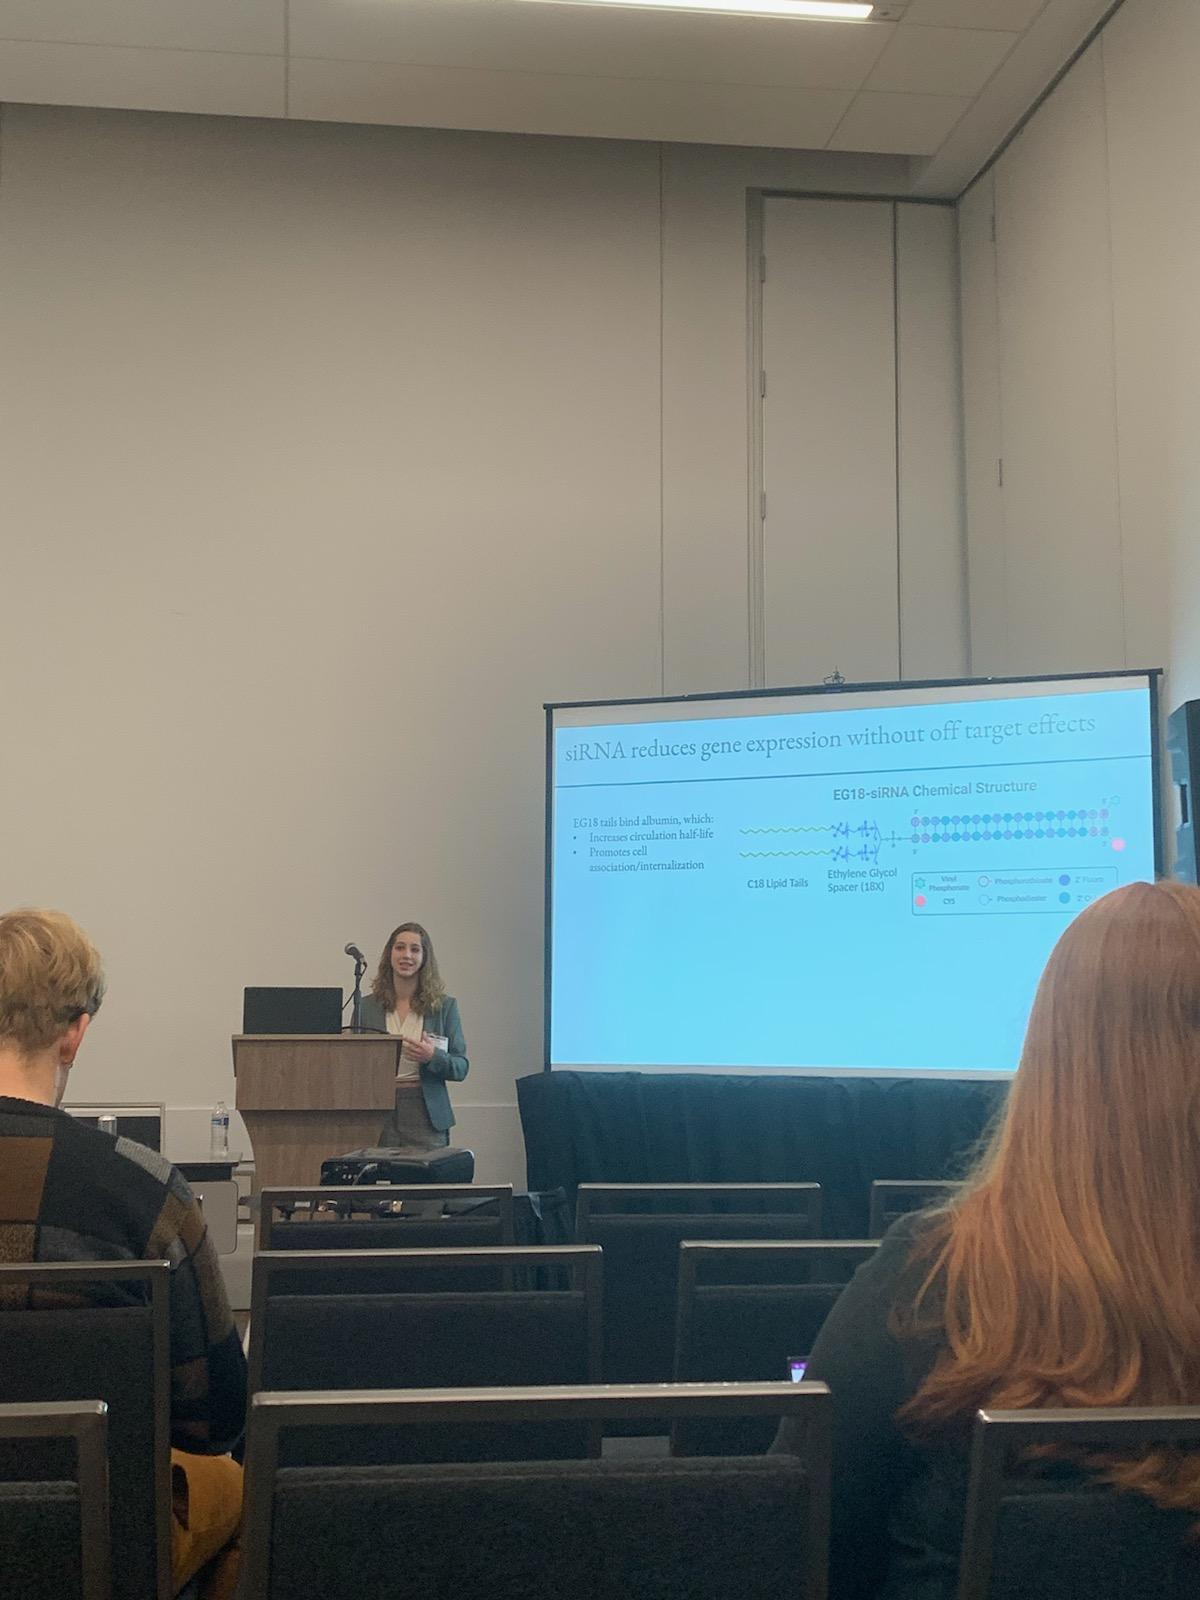 siRNA reduces gene expression without off target effects
EG18-siRNA Chemical Structure
EG18 tails bind albumin, which:
• Increases circulation half-life
• Promotes cell
association/internalization
C18 Lipid Tails
Ethylene Glycol
Spacer (18X)
5'
3'
Vinyl
Phosphonate
Phosphorothioate
2' Fluoro
CY5
Phosphodiester